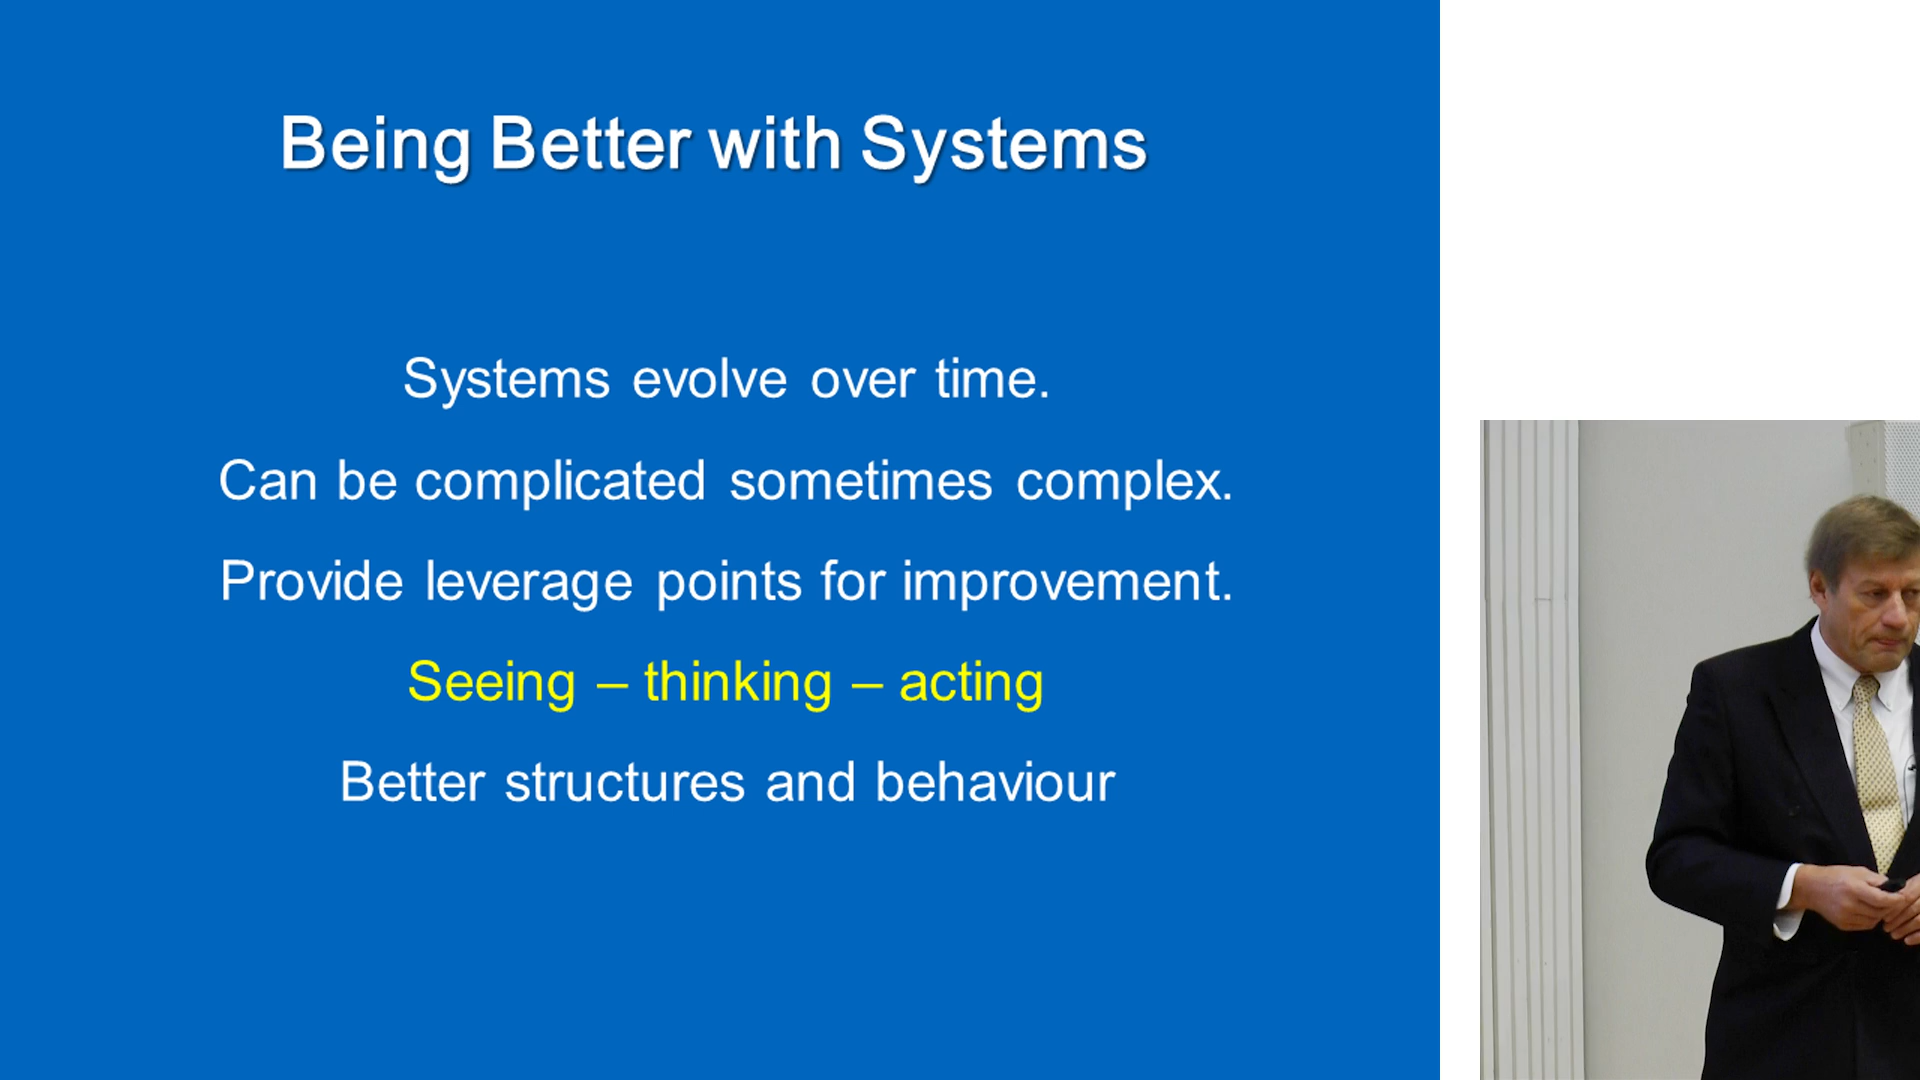 Being Better with Systems
Systems evolve over time.
Can be complicated sometimes complex.
Provide leverage points for improvement.
Seeing – thinking – acting
Better structures and behaviour